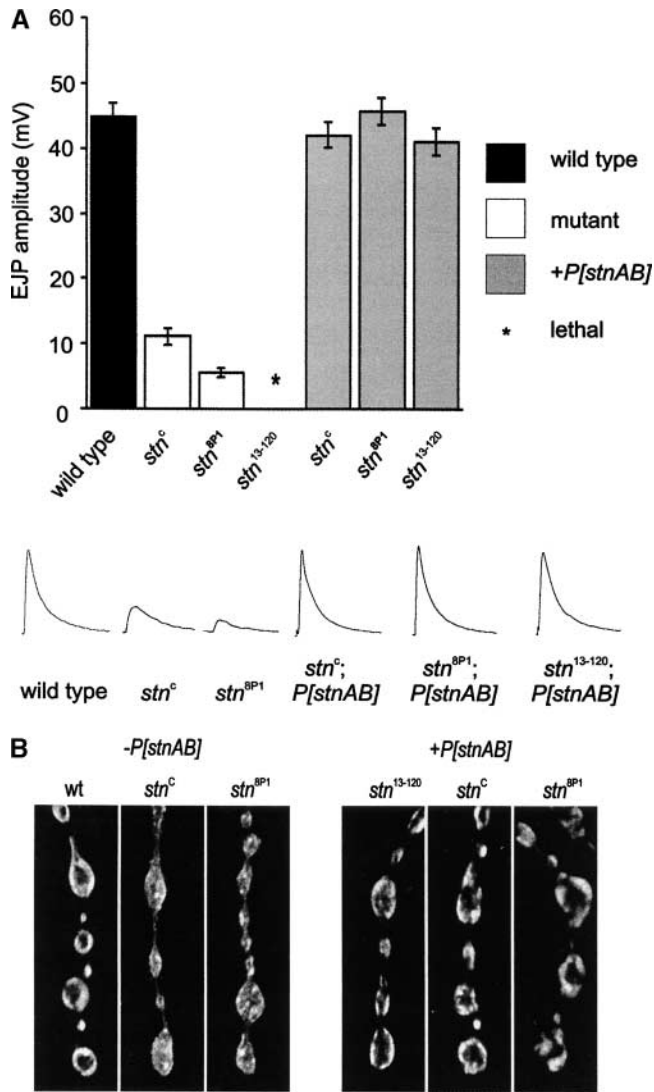 A
60
50
40
30
20
10
0
EJP amplitude (mV)
*
wild type
stn^c
stn^8P1
stn^13-120
stn^c
stn^8P1
stn^13-120
wild type
mutant
+P[stnAB]
* lethal
wild type
stn^c
stn^8P1
stn^c; P[stnAB]
stn^8P1; P[stnAB]
stn^13-120; P[stnAB]
B
-P[stnAB]
+P[stnAB]
wt
stn^C
stn^8P1
stn^13-120
stn^C
stn^8P1